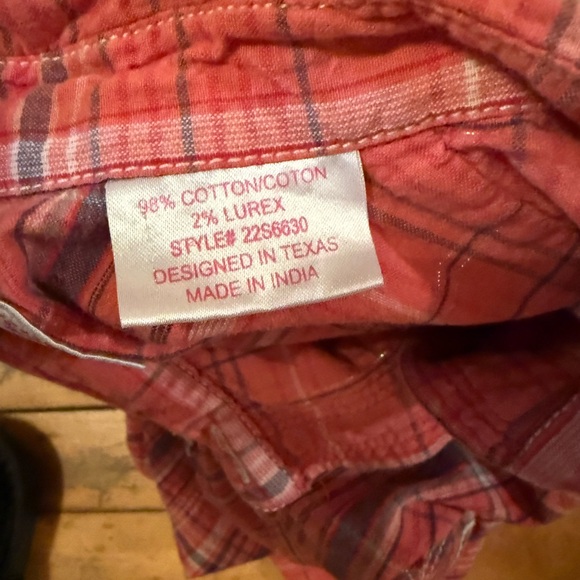 98% COTTON/COTON
2% LUREX
STYLE# 22S6630
DESIGNED IN TEXAS
MADE IN INDIA